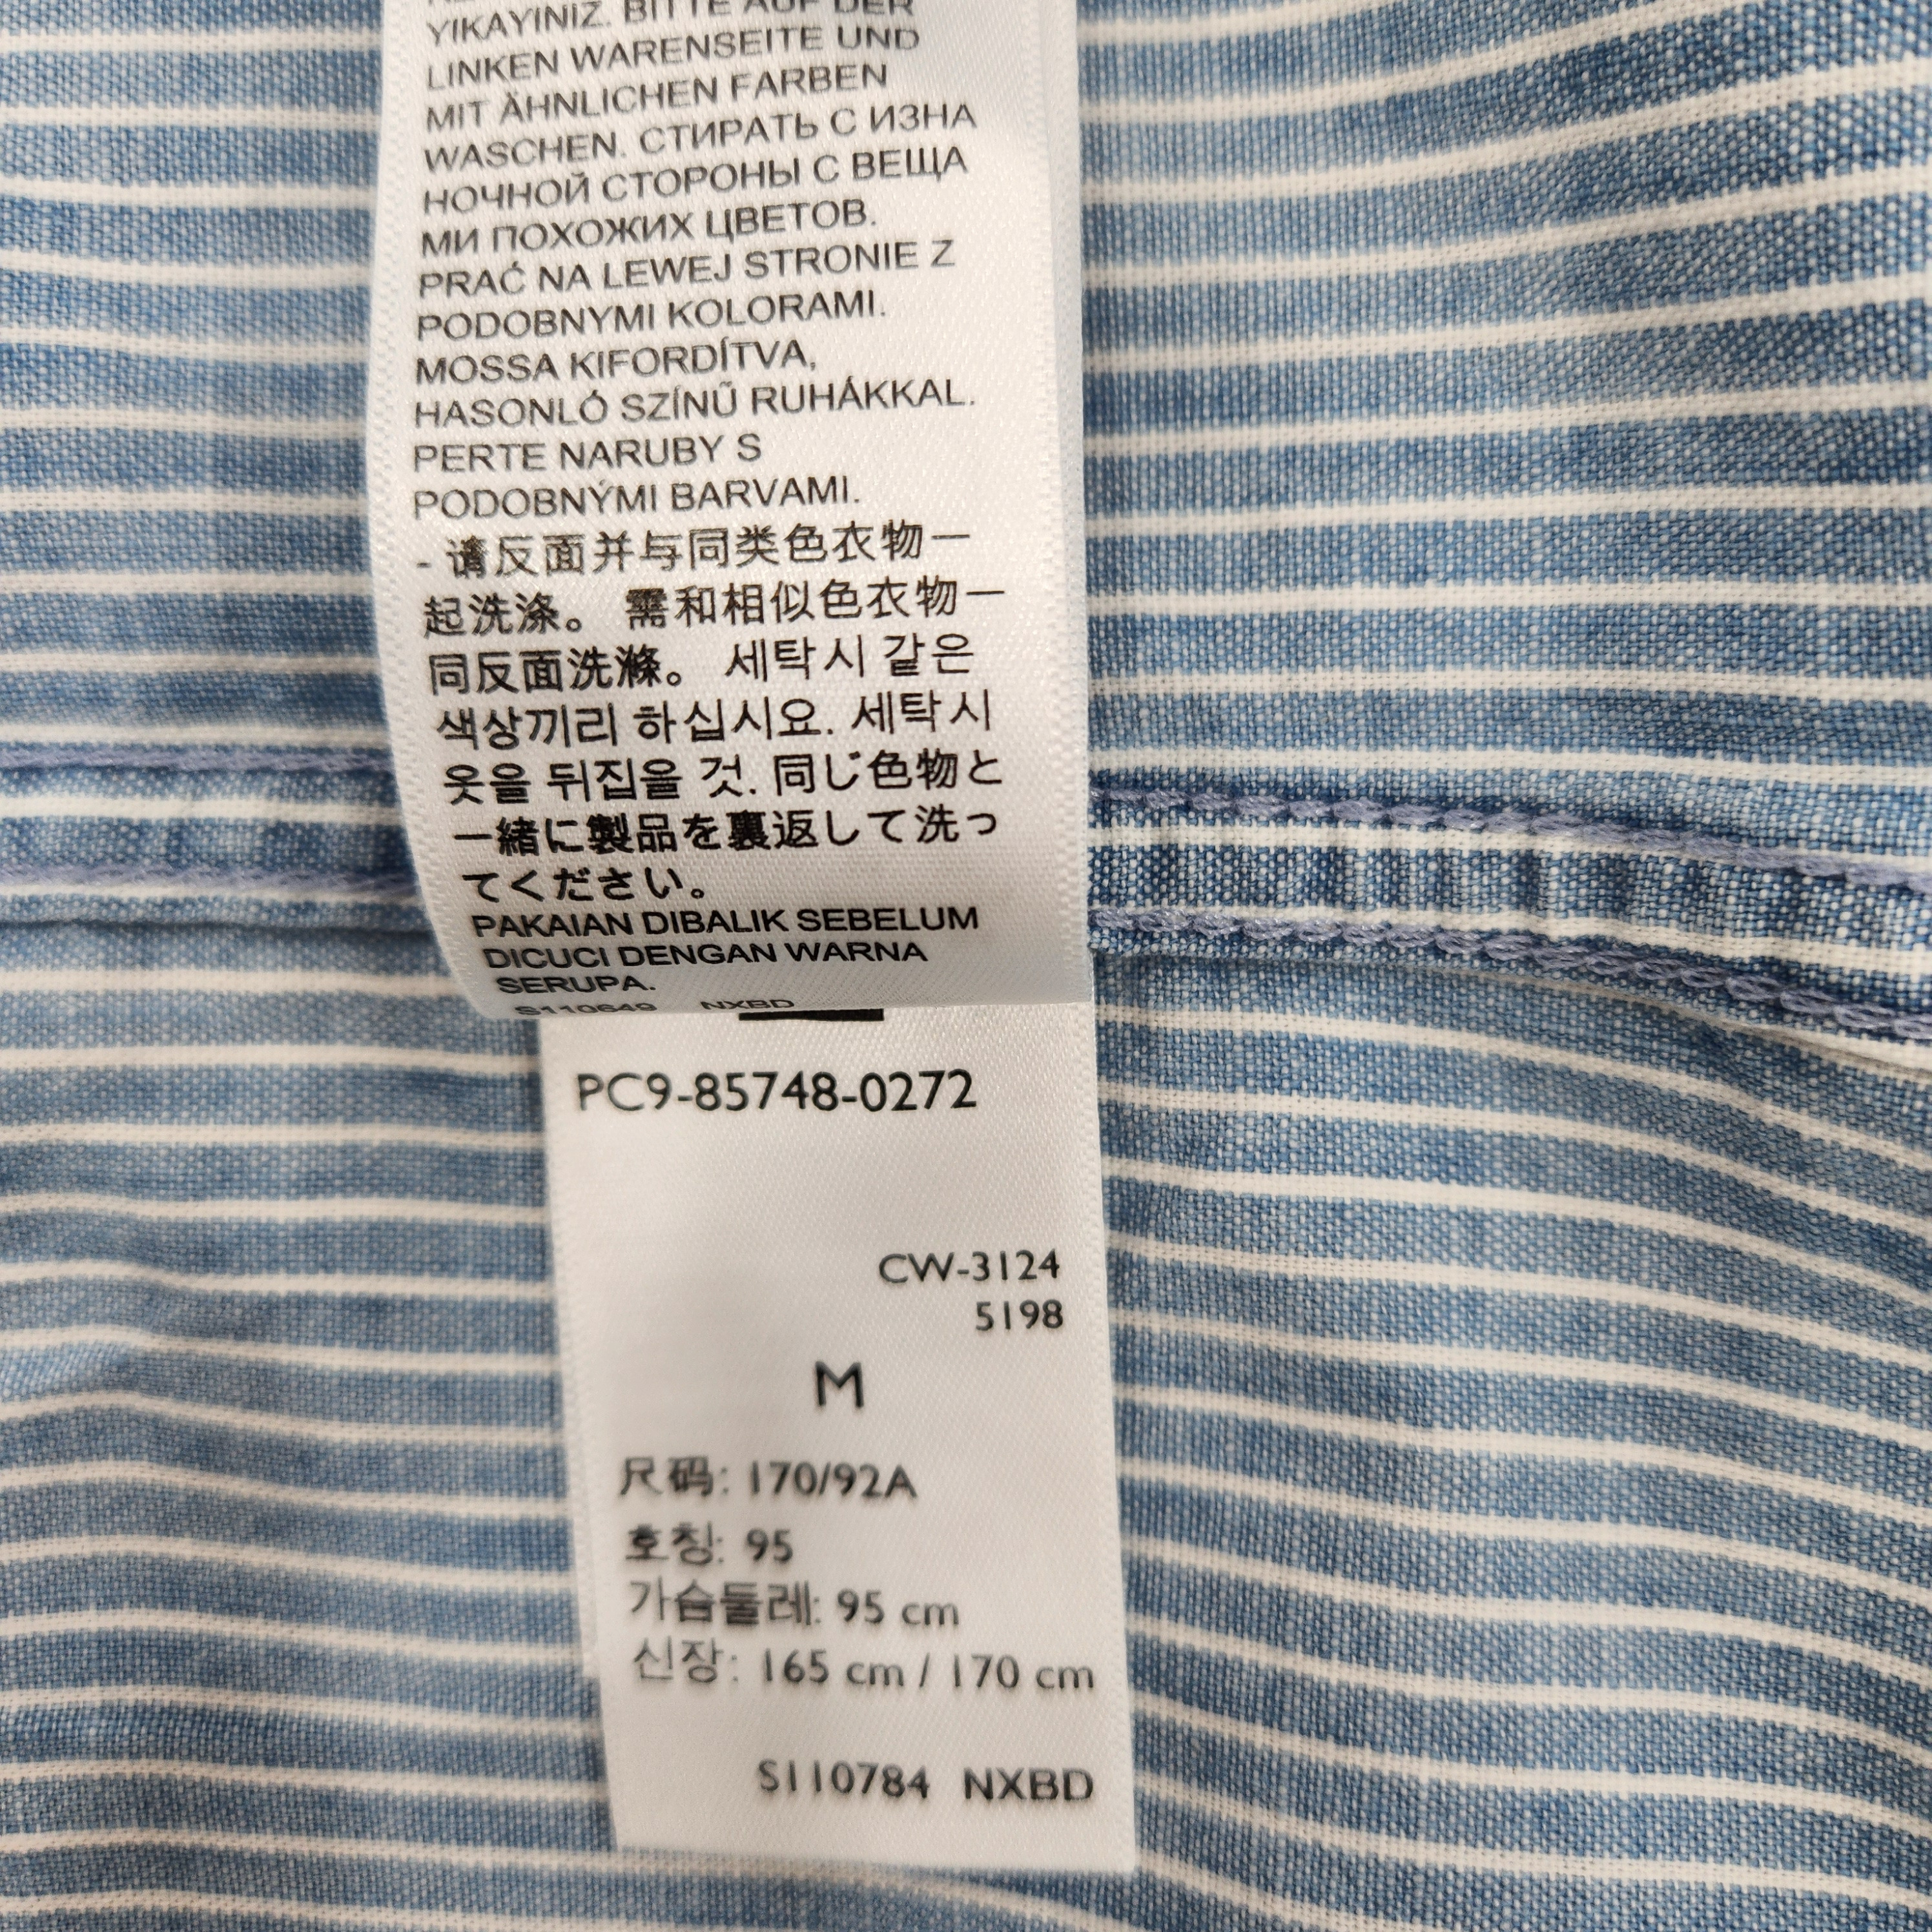 YIKAYINIZ. BITTE AUF DER
LINKEN WARENSEITE UND
MIT ÄHNLICHEN FARBEN
WASCHEN. СТИРАТЬ С ИЗНА
НОЧНОЙ СТОРОНЫ С ВЕЩА
МИ ПОХОЖИХ ЦВЕТОВ.
PRAĆ NA LEWEJ STRONIE Z
PODOBNYMI KOLORAMI.
MOSSA KIFORDÍTVA,
HASONLÓ SZÍNŰ RUHÁKKAL.
PERTE NARUBY S
PODOBNÝMI BARVAMI.
- 请反面并与同类色衣物一
起洗涤。 需和相似色衣物一
同反面洗滌。 세탁시 같은
색상끼리 하십시요. 세탁시
옷을 뒤집을 것. 同じ色物と
一緒に製品を裏返して洗っ
てください。
PAKAIAN DIBALIK SEBELUM
DICUCI DENGAN WARNA
SERUPA.
S110649 NXBD
PC9-85748-0272
CW-3124
5198
M
尺码: 170/92A
호칭: 95
가슴둘레: 95 cm
신장: 165 cm / 170 cm
S110784 NXBD